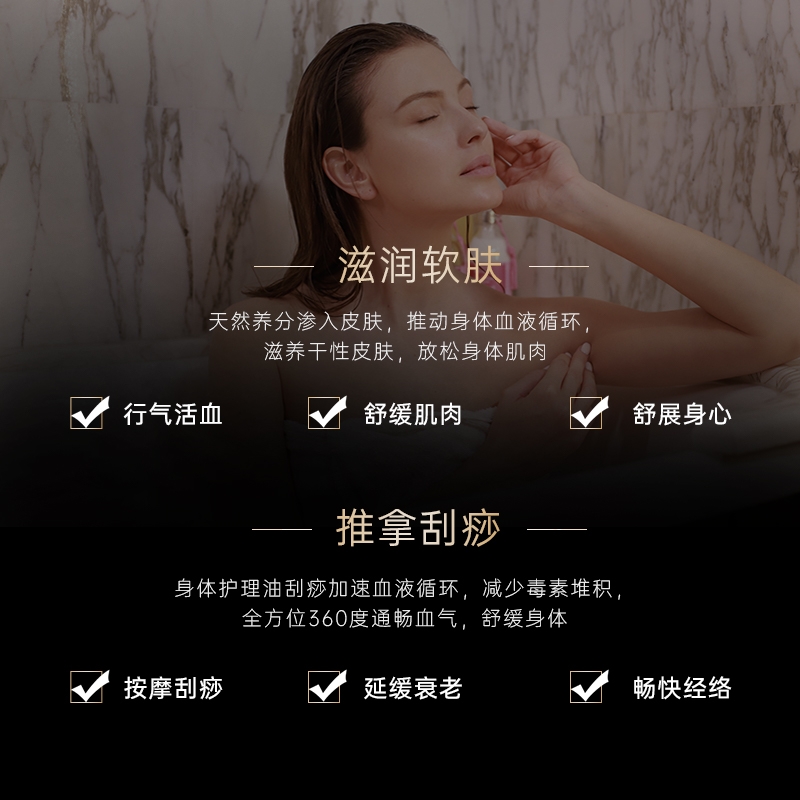 滋润软肤
天然养分渗入皮肤，推动身体血液循环，
滋养干性皮肤，放松身体肌肉
行气活血 舒缓肌肉 舒展身心
推拿刮痧
身体护理油刮痧加速血液循环，减少毒素堆积，
全方位360度通畅血气，舒缓身体
按摩刮痧 延缓衰老 畅快经络